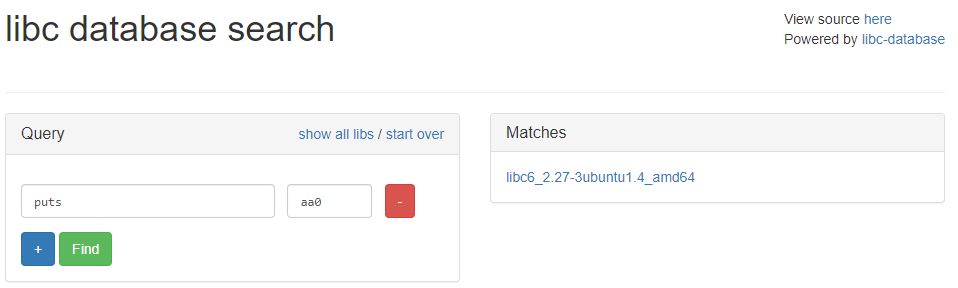 libc database search
View source here
Powered by libc-database
Query
show all libs / start over
puts
aa0
-
+
Find
Matches
libc6_2.27-3ubuntu1.4_amd64